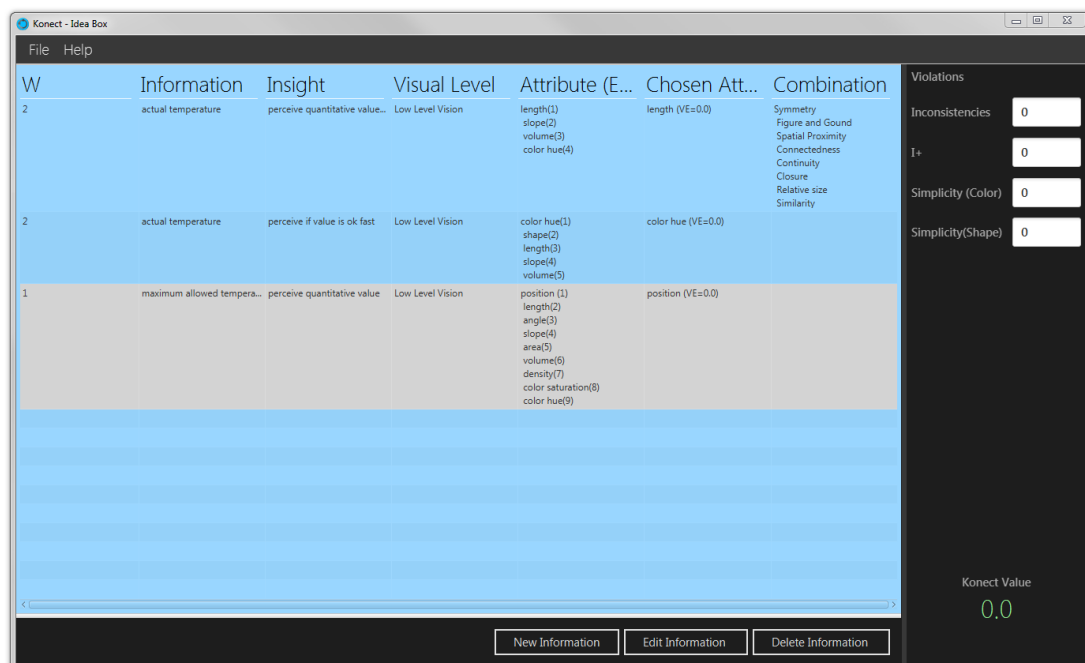 Konect - Idea Box
File Help
W Information Insight Visual Level Attribute (E... Chosen Att... Combination
2 actual temperature perceive quantitative value... Low Level Vision length(1) length (VE=0.0) Symmetry
slope(2) Figure and Gound
volume(3) Spatial Proximity
color hue(4) Connectedness
Continuity
Closure
Relative size
Similarity
2 actual temperature perceive if value is ok fast Low Level Vision color hue(1) color hue (VE=0.0)
shape(2)
length(3)
slope(4)
volume(5)
1 maximum allowed tempera... perceive quantitative value Low Level Vision position (1) position (VE=0.0)
length(2)
angle(3)
slope(4)
area(5)
volume(6)
density(7)
color saturation(8)
color hue(9)
New Information Edit Information Delete Information
Violations
Inconsistencies 0
I+ 0
Simplicity (Color) 0
Simplicity(Shape) 0
Konect Value
0.0